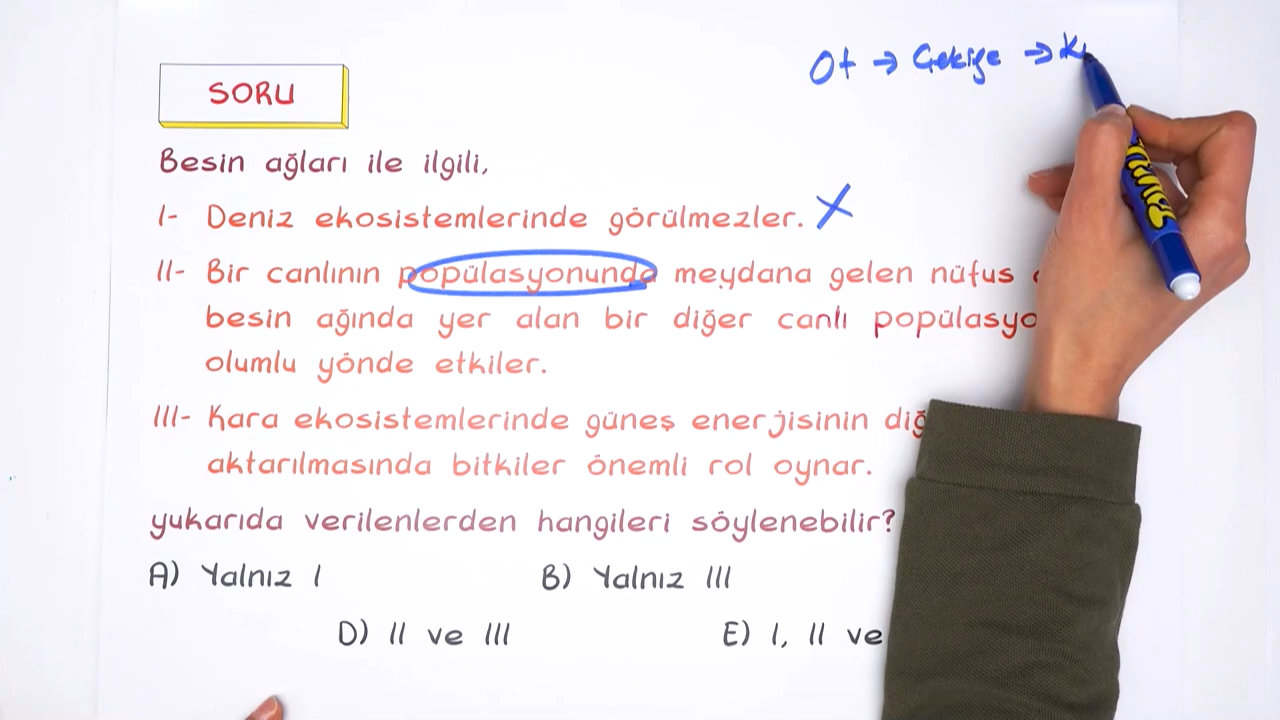 Ot → Çekirge → Ku
SORU
Besin ağları ile ilgili,
I- Deniz ekosistemlerinde görülmezler. X
II- Bir canlının popülasyonunda meydana gelen nüfus
besin ağında yer alan bir diğer canlı popülasyo
olumlu yönde etkiler.
III- Kara ekosistemlerinde güneş enerjisinin diğ
aktarılmasında bitkiler önemli rol oynar.
yukarıda verilenlerden hangileri söylenebilir?
A) Yalnız I B) Yalnız III
D) II ve III E) I, II ve